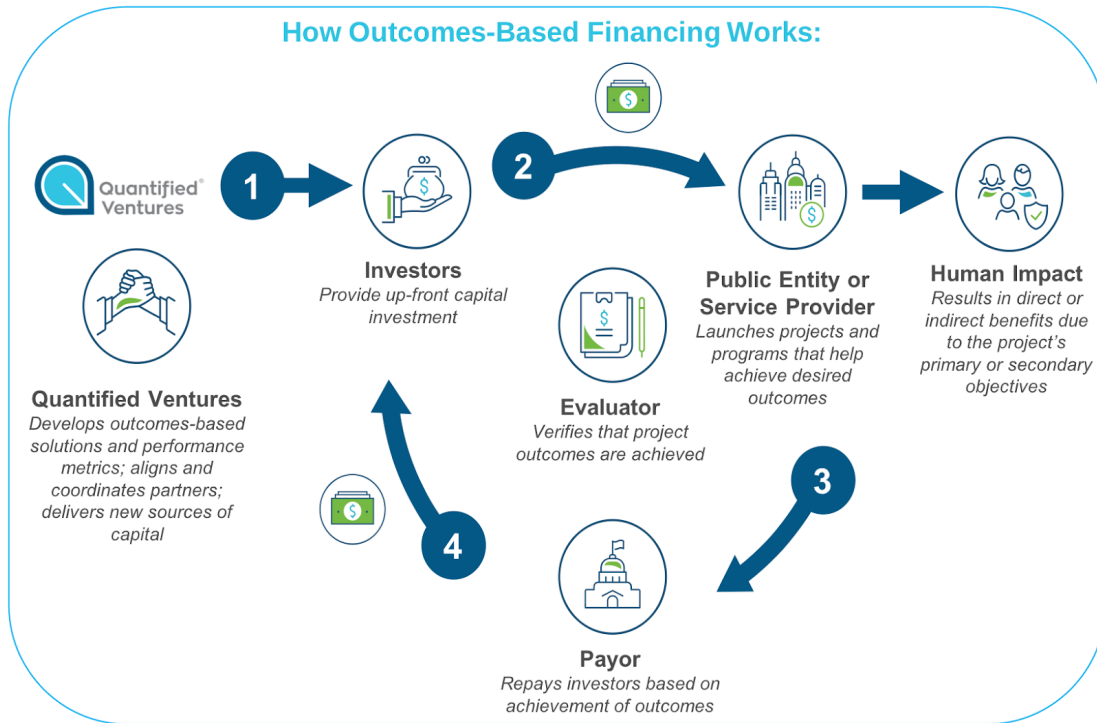 How Outcomes-Based Financing Works:
Quantified®
Ventures
1
2
Investors
Provide up-front capital
investment
Public Entity or
Service Provider
Launches projects and
programs that help
achieve desired
outcomes
Human Impact
Results in direct or
indirect benefits due
to the project's
primary or secondary
objectives
Quantified Ventures
Develops outcomes-based
solutions and performance
metrics; aligns and
coordinates partners;
delivers new sources of
capital
Evaluator
Verifies that project
outcomes are achieved
3
4
Payor
Repays investors based on
achievement of outcomes
$
$
$
$
$